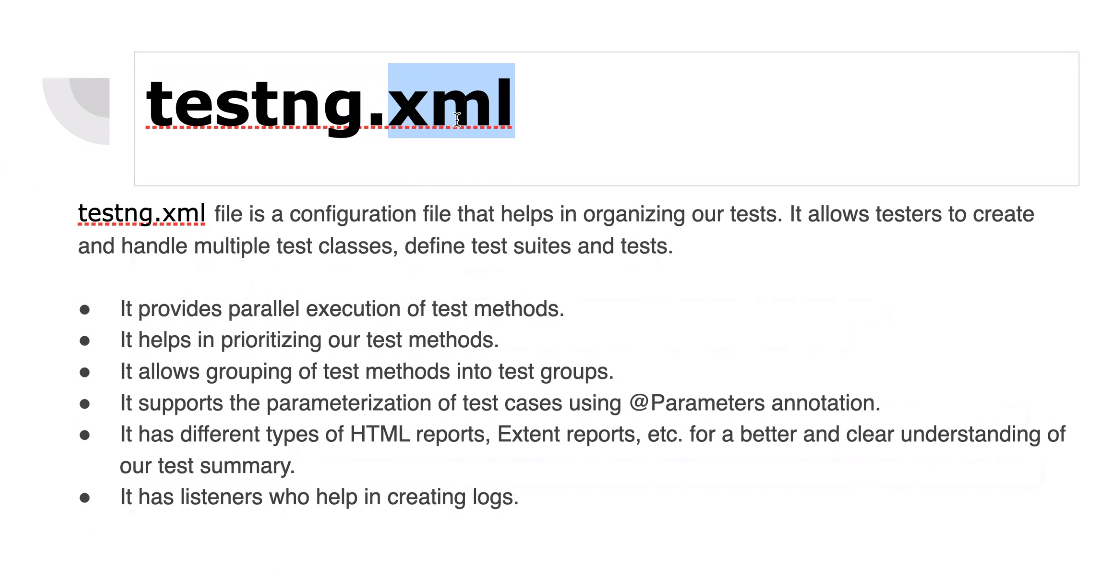 testng.xml
testng.xml file is a configuration file that helps in organizing our tests. It allows testers to create
and handle multiple test classes, define test suites and tests.
● It provides parallel execution of test methods.
● It helps in prioritizing our test methods.
● It allows grouping of test methods into test groups.
● It supports the parameterization of test cases using @Parameters annotation.
● It has different types of HTML reports, Extent reports, etc. for a better and clear understanding of
our test summary.
● It has listeners who help in creating logs.